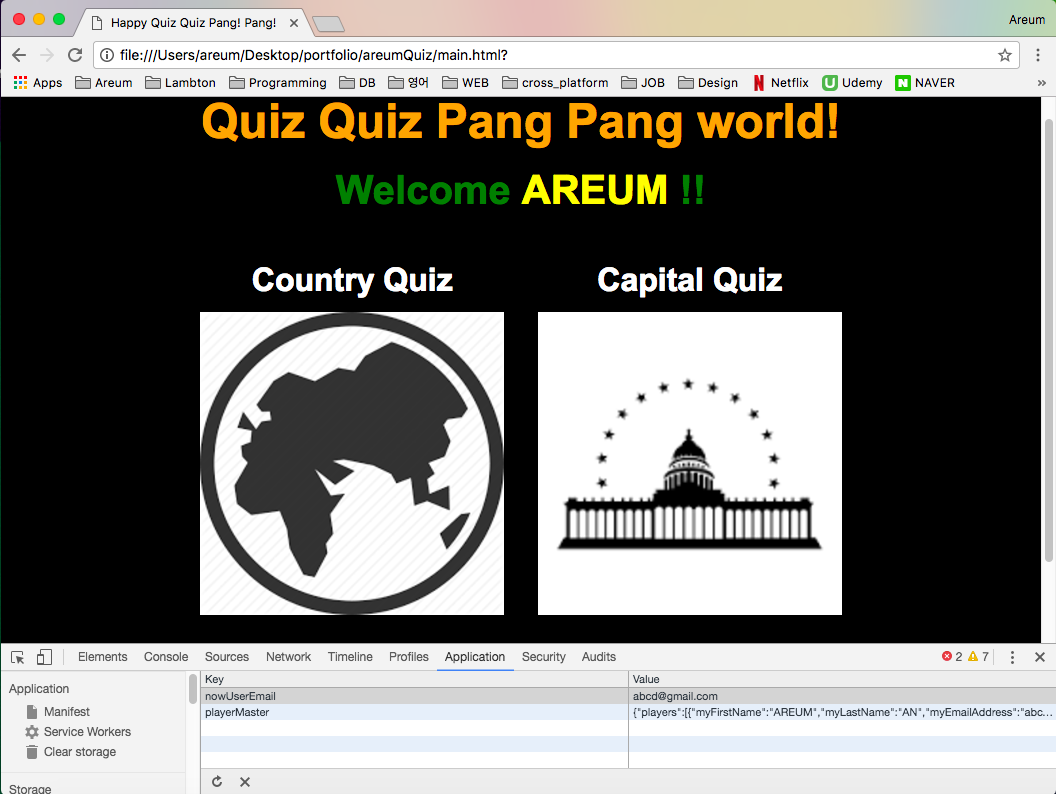 Happy Quiz Quiz Pang! Pang!
Areum
file:///Users/areum/Desktop/portfolio/areumQuiz/main.html?
Apps Areum Lambton Programming DB 영어 WEB cross_platform JOB Design Netflix Udemy NAVER »
Quiz Quiz Pang Pang world!
Welcome AREUM !!
Country Quiz Capital Quiz
Elements Console Sources Network Timeline Profiles Application Security Audits 2 7
Application
Manifest
Service Workers
Clear storage
Storage
Key Value
nowUserEmail abcd@gmail.com
playerMaster {"players":[{"myFirstName":"AREUM","myLastName":"AN","myEmailAddress":"abc...